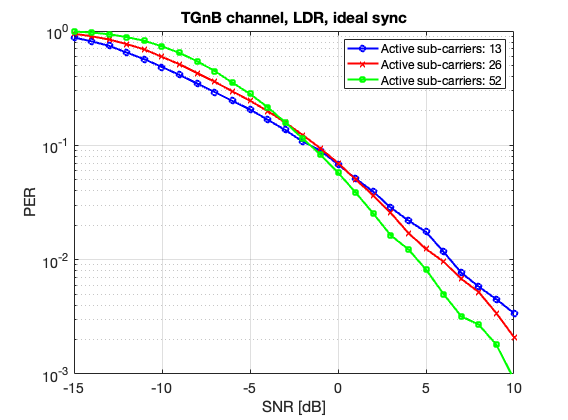 TGnB channel, LDR, ideal sync
Active sub-carriers: 13
Active sub-carriers: 26
Active sub-carriers: 52
10^0
10^-1
10^-2
10^-3
PER
-15 -10 -5 0 5 10
SNR [dB]